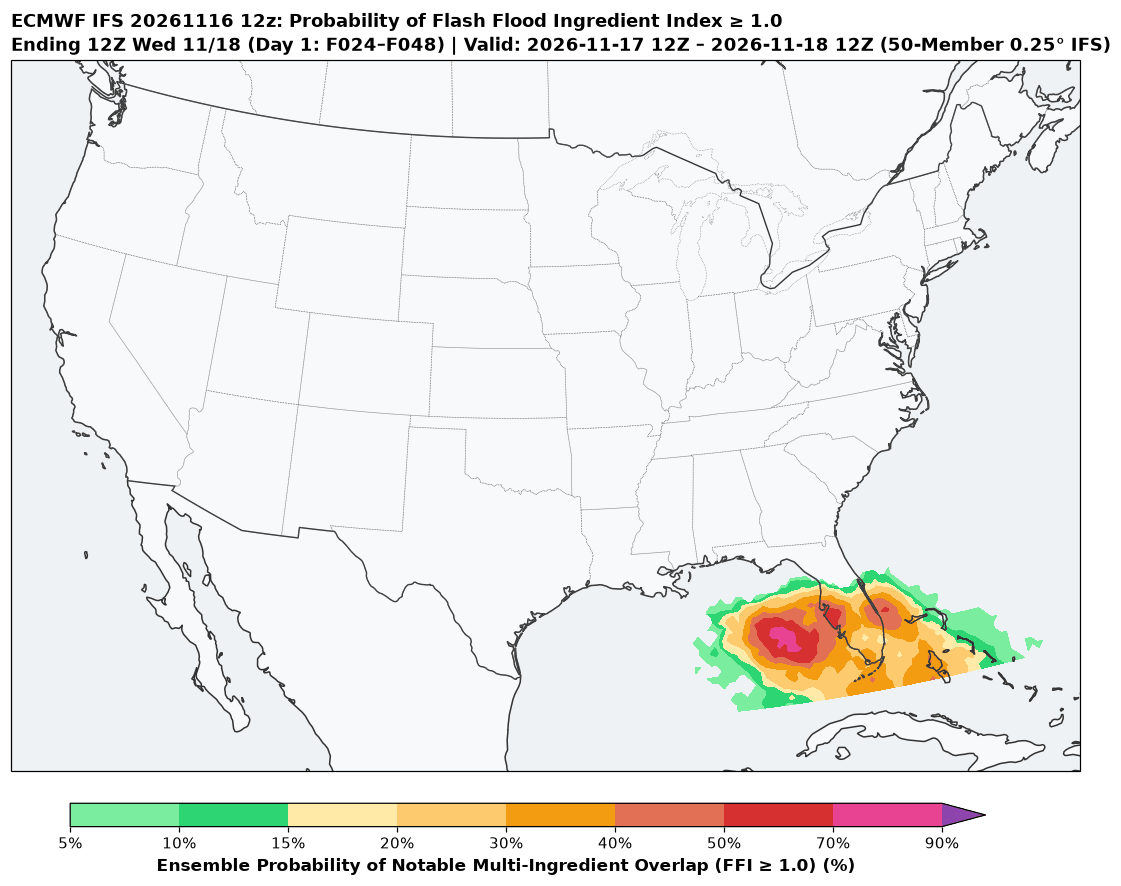 ECMWF IFS 20261116 12z: Probability of Flash Flood Ingredient Index ≥ 1.0
Ending 12Z Wed 11/18 (Day 1: F024–F048) | Valid: 2026-11-17 12Z – 2026-11-18 12Z (50-Member 0.25° IFS)
5% 10% 15% 20% 30% 40% 50% 70% 90%
Ensemble Probability of Notable Multi-Ingredient Overlap (FFI ≥ 1.0) (%)